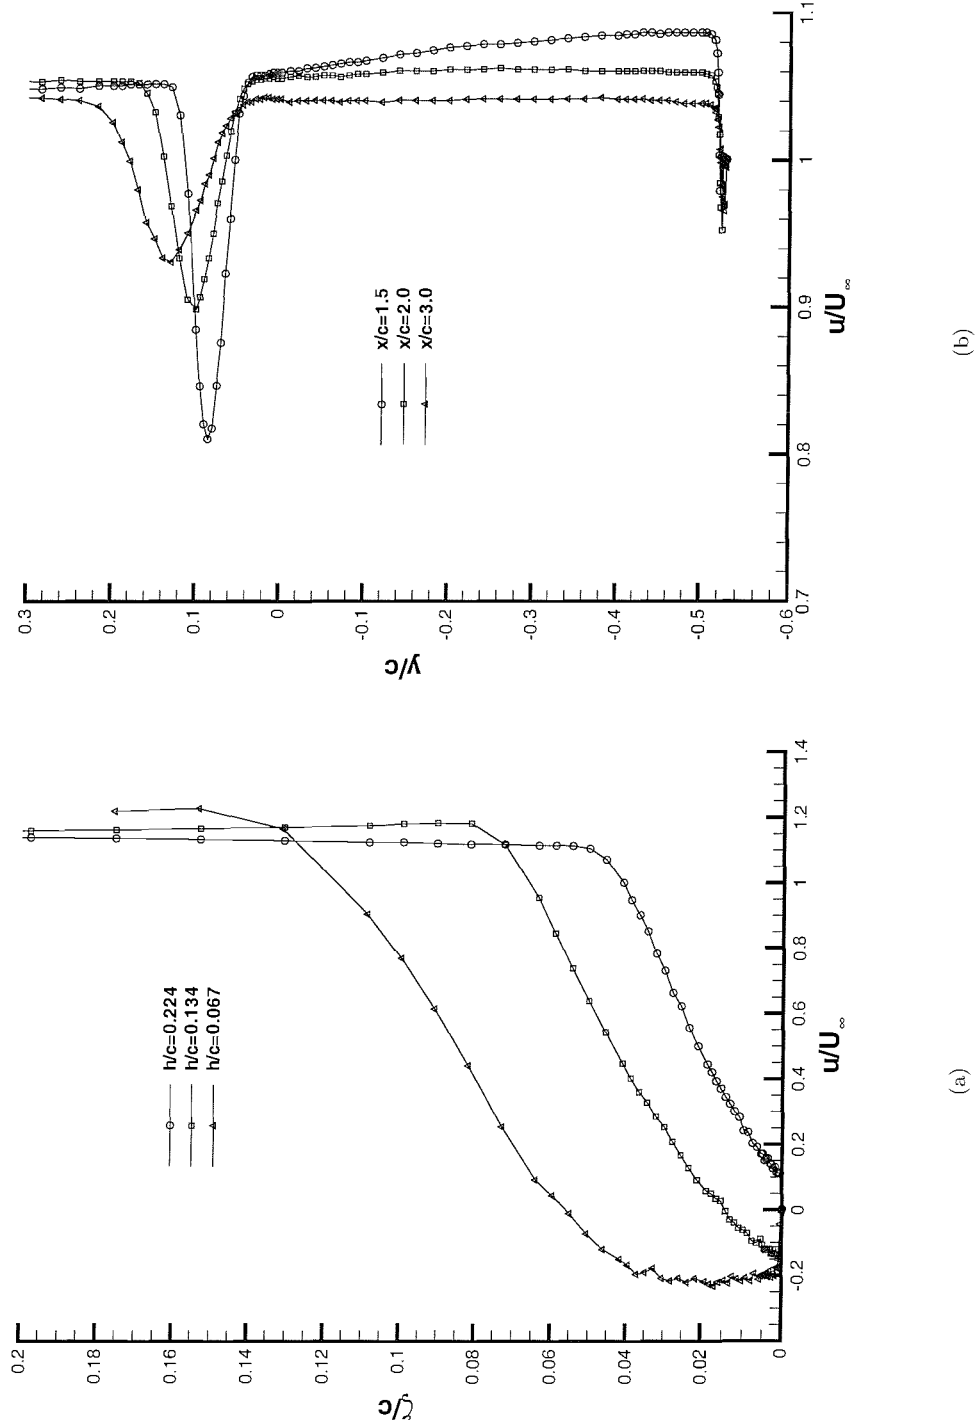 0.2
0.18
0.16
0.14
0.12
0.1
0.08
0.06
0.04
0.02
0
ζ/c
-0.2
0
0.2
0.4
0.6
0.8
1
1.2
1.4
u/U∞
h/c=0.224
h/c=0.134
h/c=0.067
(a)
0.3
0.2
0.1
0
-0.1
-0.2
-0.3
-0.4
-0.5
-0.6
y/c
0.7
0.8
0.9
1
1.1
u/U∞
x/c=1.5
x/c=2.0
x/c=3.0
(b)